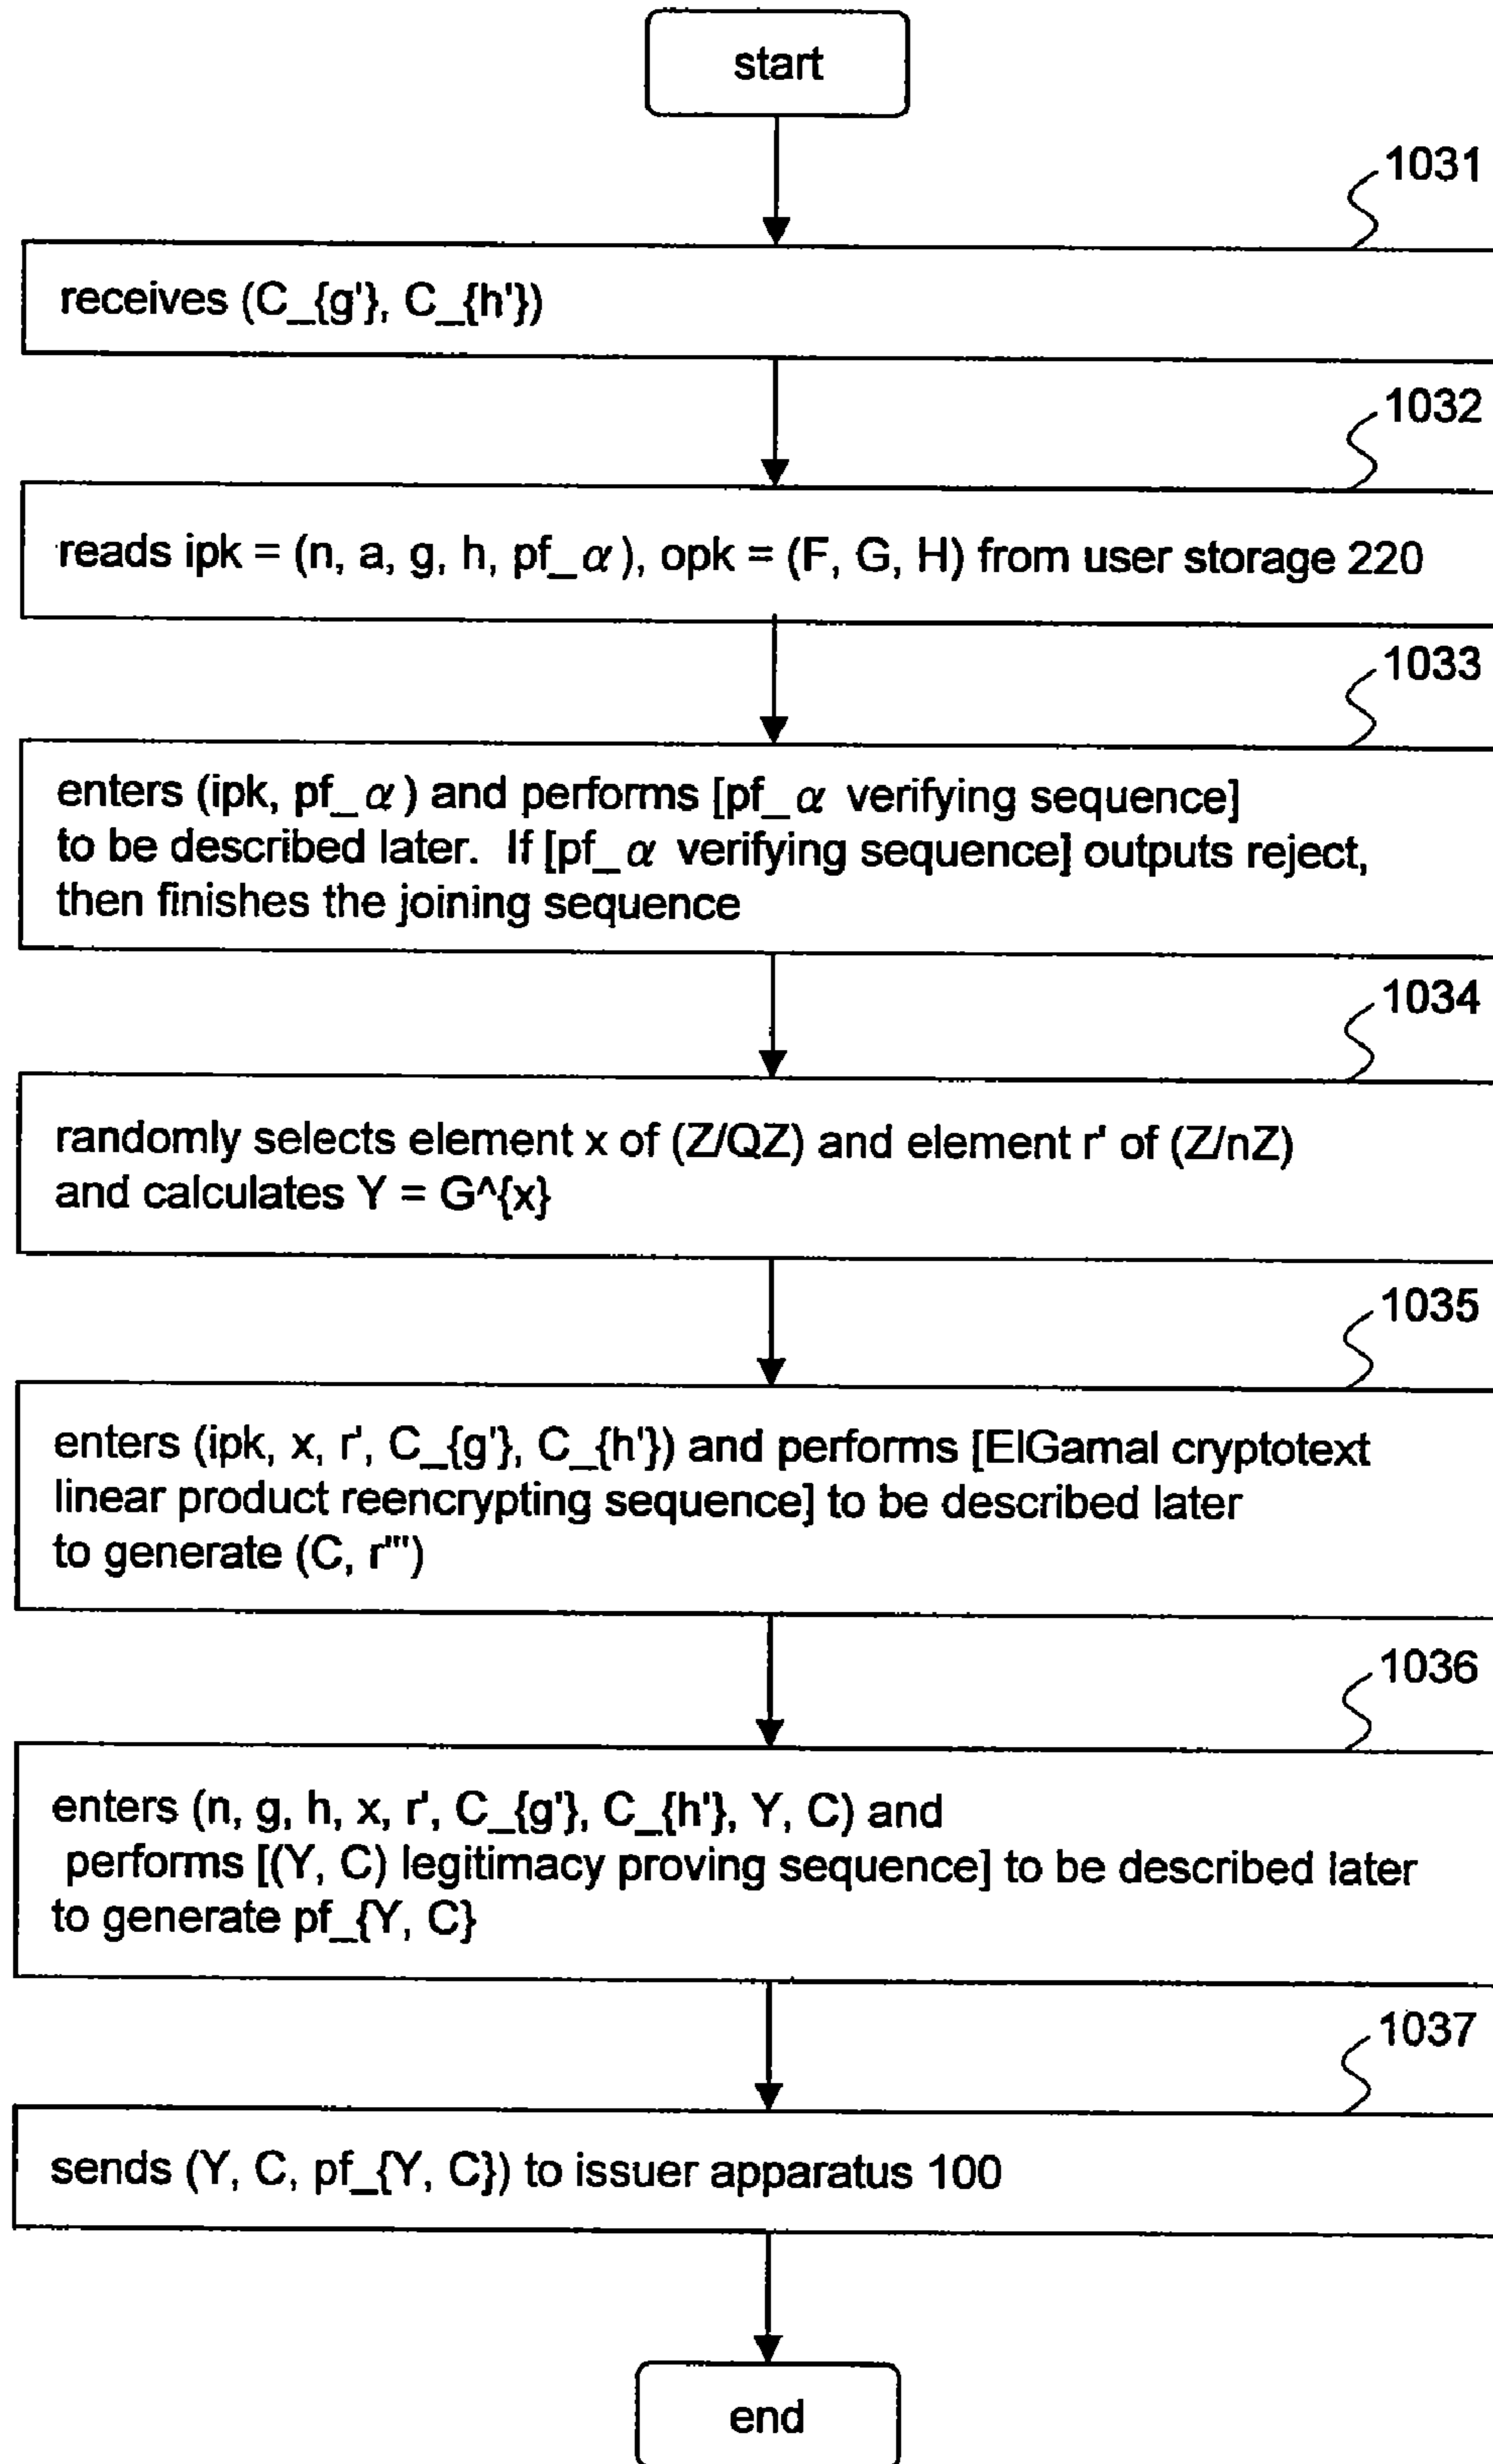 start
1031
receives (C_{g'}, C_{h'})
1032
reads ipk = (n, a, g, h, pf_α), opk = (F, G, H) from user storage 220
1033
enters (ipk, pf_α) and performs [pf_α verifying sequence]
to be described later. If [pf_α verifying sequence] outputs reject,
then finishes the joining sequence
1034
randomly selects element x of (Z/QZ) and element r' of (Z/nZ)
and calculates Y = G^{x}
1035
enters (ipk, x, r', C_{g'}, C_{h'}) and performs [ElGamal cryptotext
linear product reencrypting sequence] to be described later
to generate (C, r''')
1036
enters (n, g, h, x, r', C_{g'}, C_{h'}, Y, C) and
performs [(Y, C) legitimacy proving sequence] to be described later
to generate pf_{Y, C}
1037
sends (Y, C, pf_{Y, C}) to issuer apparatus 100
end